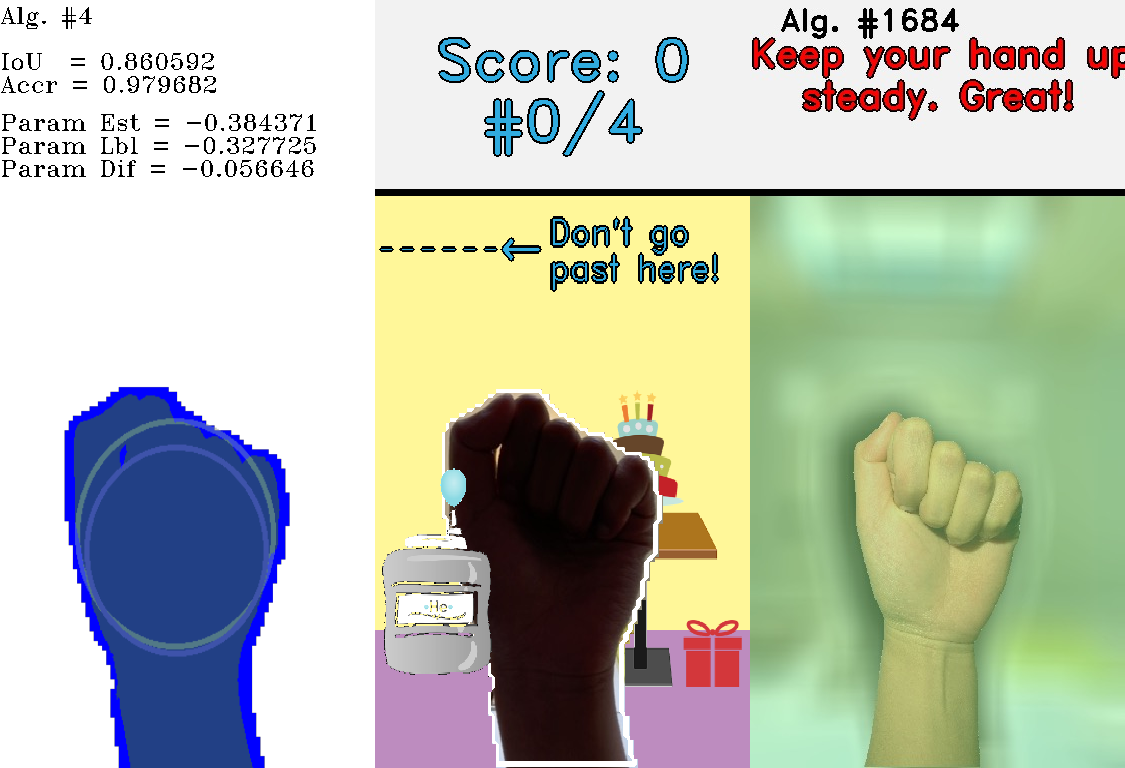 Alg. #4
IoU = 0.860592
Accr = 0.979682
Param Est = −0.384371
Param Lbl = −0.327725
Param Dif = −0.056646
Score: 0
#0/4
Alg. #1684
Keep your hand up
steady. Great!
Don't go
past here!